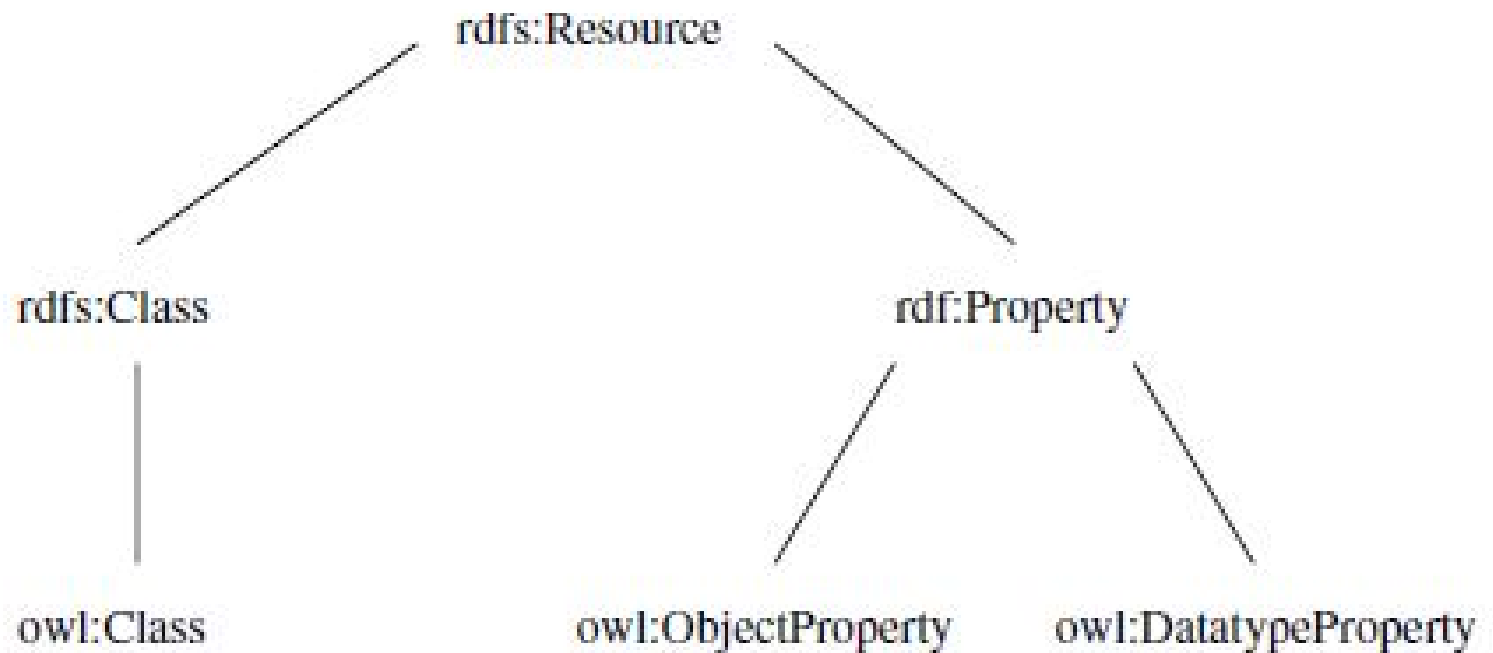 rdfs:Resource
rdfs:Class
rdf:Property
owl:Class
owl:ObjectProperty
owl:DatatypeProperty